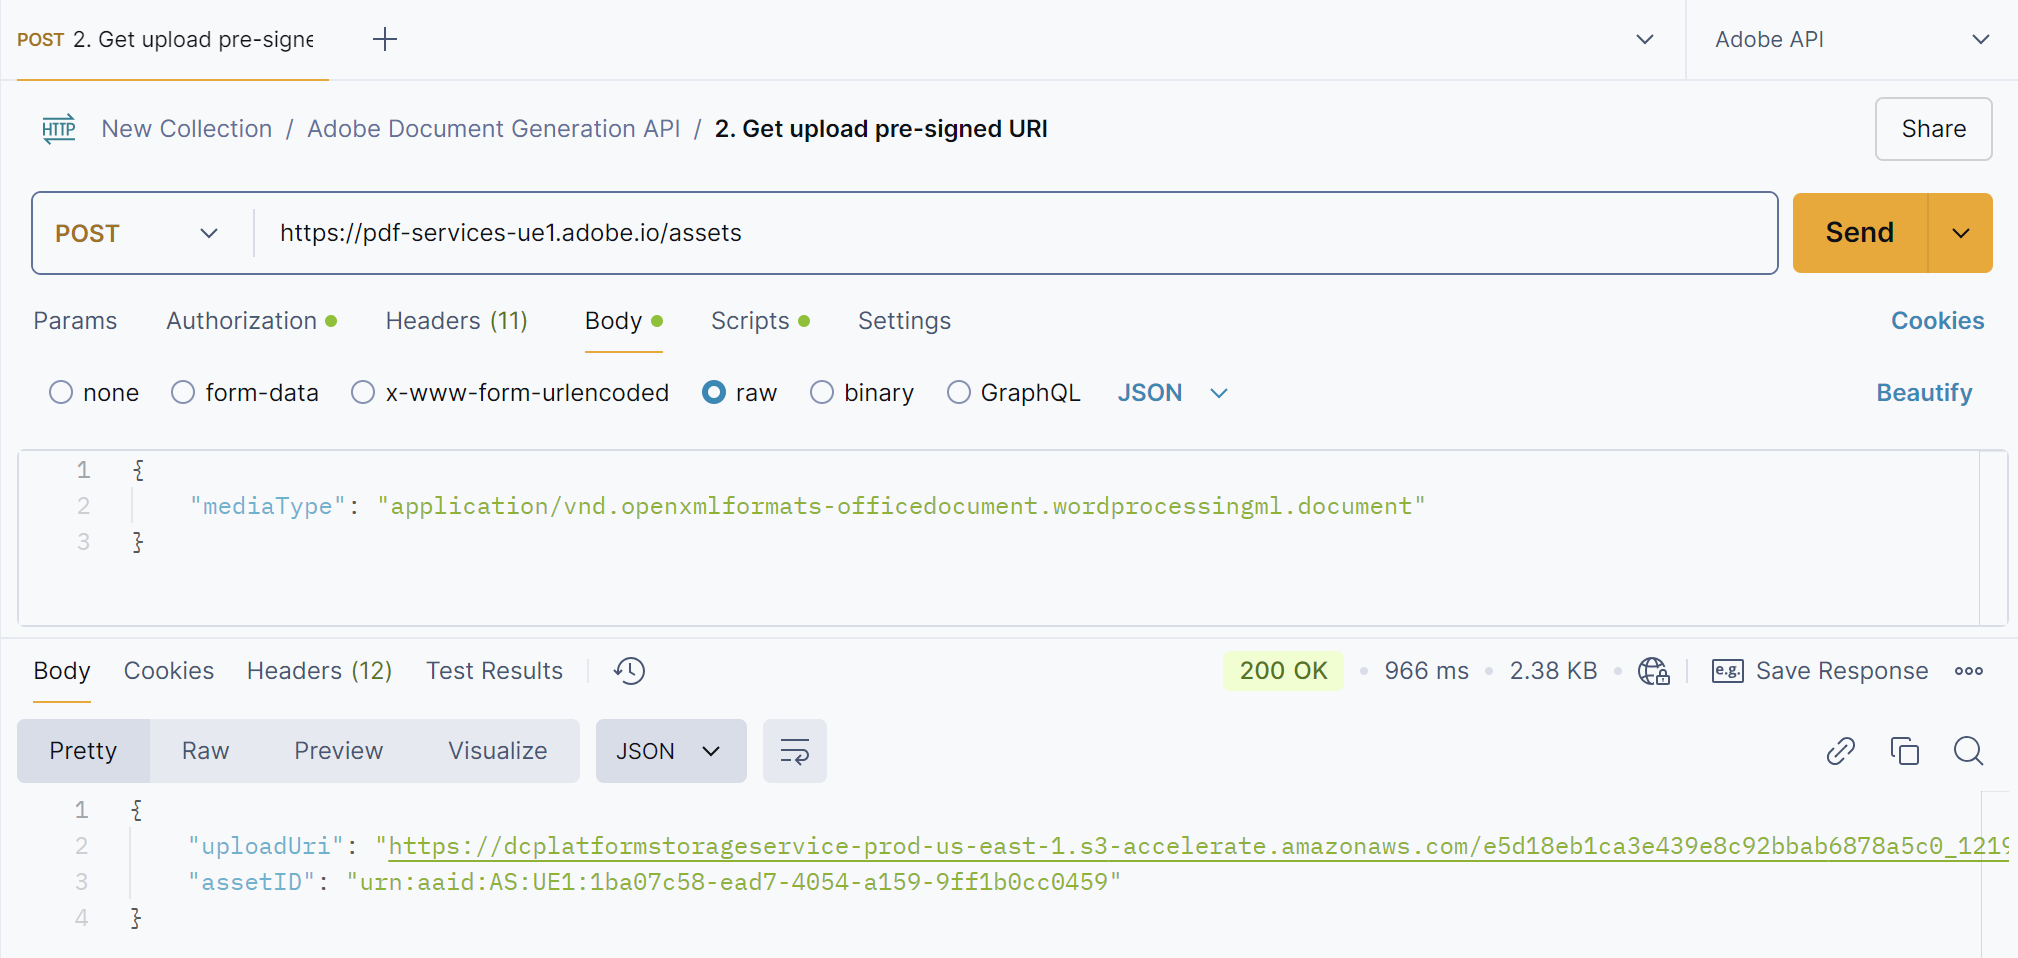 POST 2. Get upload pre-signe
Adobe API
HTTP New Collection / Adobe Document Generation API / 2. Get upload pre-signed URI
Share
POST https://pdf-services-ue1.adobe.io/assets
Send
Params Authorization Headers (11) Body Scripts Settings Cookies
none form-data x-www-form-urlencoded raw binary GraphQL JSON Beautify
1 {
2 "mediaType": "application/vnd.openxmlformats-officedocument.wordprocessingml.document"
3 }
Body Cookies Headers (12) Test Results 200 OK • 966 ms • 2.38 KB • e.g. Save Response
Pretty Raw Preview Visualize JSON
1 {
2 "uploadUri": "https://dcplatformstorageservice-prod-us-east-1.s3-accelerate.amazonaws.com/e5d18eb1ca3e439e8c92bbab6878a5c0_1219
3 "assetID": "urn:aaid:AS:UE1:1ba07c58-ead7-4054-a159-9ff1b0cc0459"
4 }